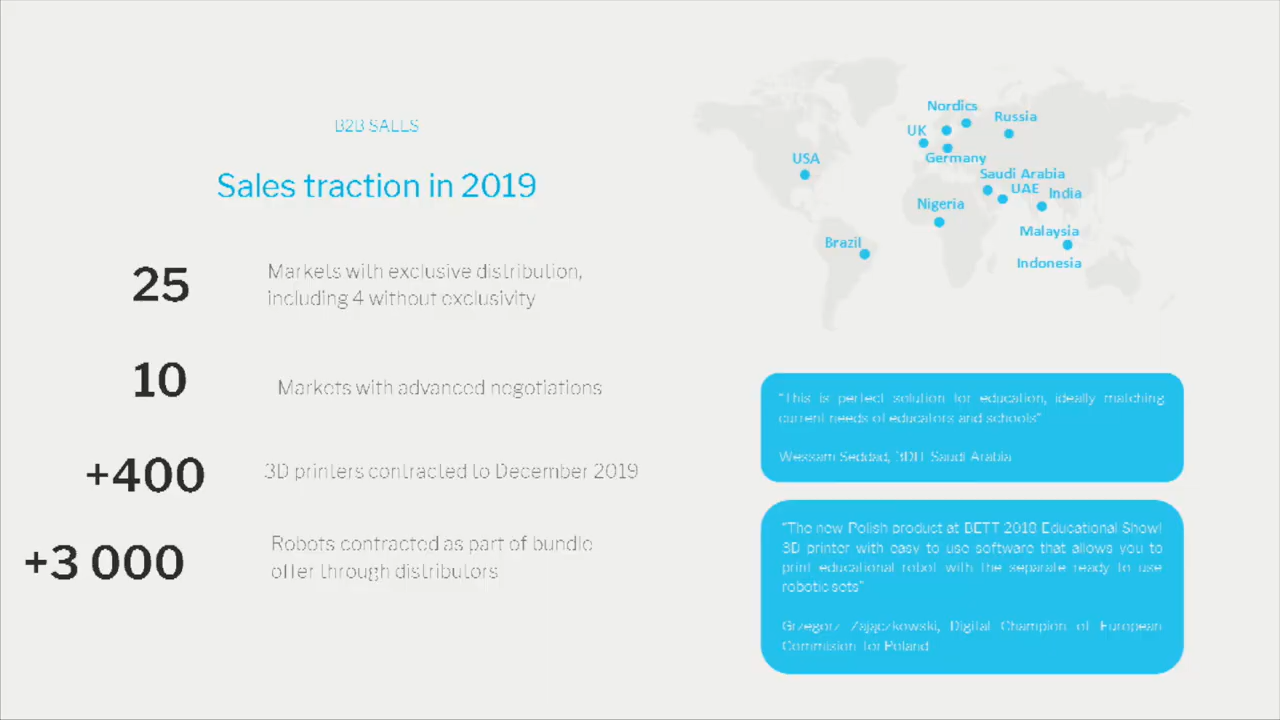 B2B SALES
Sales traction in 2019
25
Markets with exclusive distribution,
including 4 without exclusivity
10
Markets with advanced negotiations
+400
3D printers contracted to December 2019
+3 000
Robots contracted as part of bundle
offer through distributors
Nordics
Russia
UK
USA
Germany
Saudi Arabia
UAE
India
Nigeria
Malaysia
Brazil
Indonesia
"This is perfect solution for education, ideally matching
current needs of educators and schools"
Wessam Seddad, Saudi Arabia
"The new Polish product at BETT 2018 Educational Show!
3D printer with easy to use software that allows you to
print educational robot with the separate ready to use
robotic sets"
Grzegorz Zajączkowski, Digital Champion of European
Commision for Poland